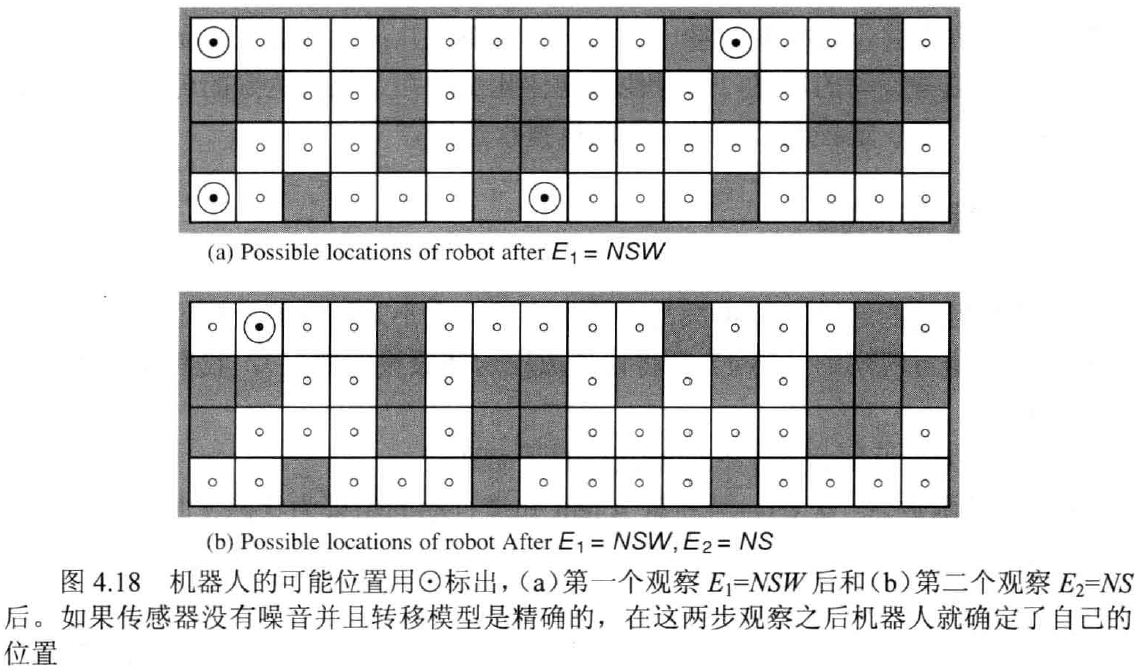 (a) Possible locations of robot after E₁ = NSW
(b) Possible locations of robot After E₁ = NSW, E₂ = NS
图 4.18 机器人的可能位置用⊙标出，(a)第一个观察 E₁=NSW 后和(b)第二个观察 E₂=NS
后。如果传感器没有噪音并且转移模型是精确的，在这两步观察之后机器人就确定了自己的
位置